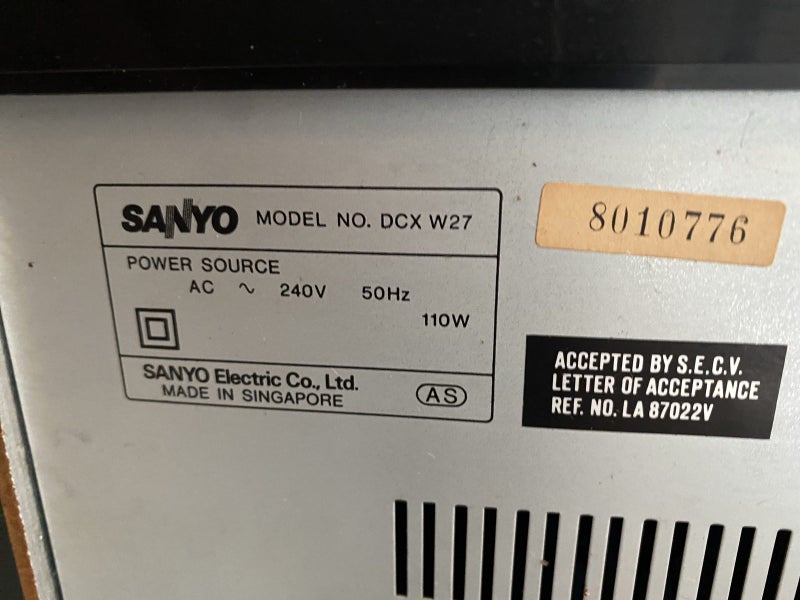 SANYO MODEL NO. DCX W27
POWER SOURCE
AC ~ 240V 50Hz
110W
SANYO Electric Co., Ltd.
MADE IN SINGAPORE
AS
8010776
ACCEPTED BY S.E.C.V.
LETTER OF ACCEPTANCE
REF. NO. LA 87022V